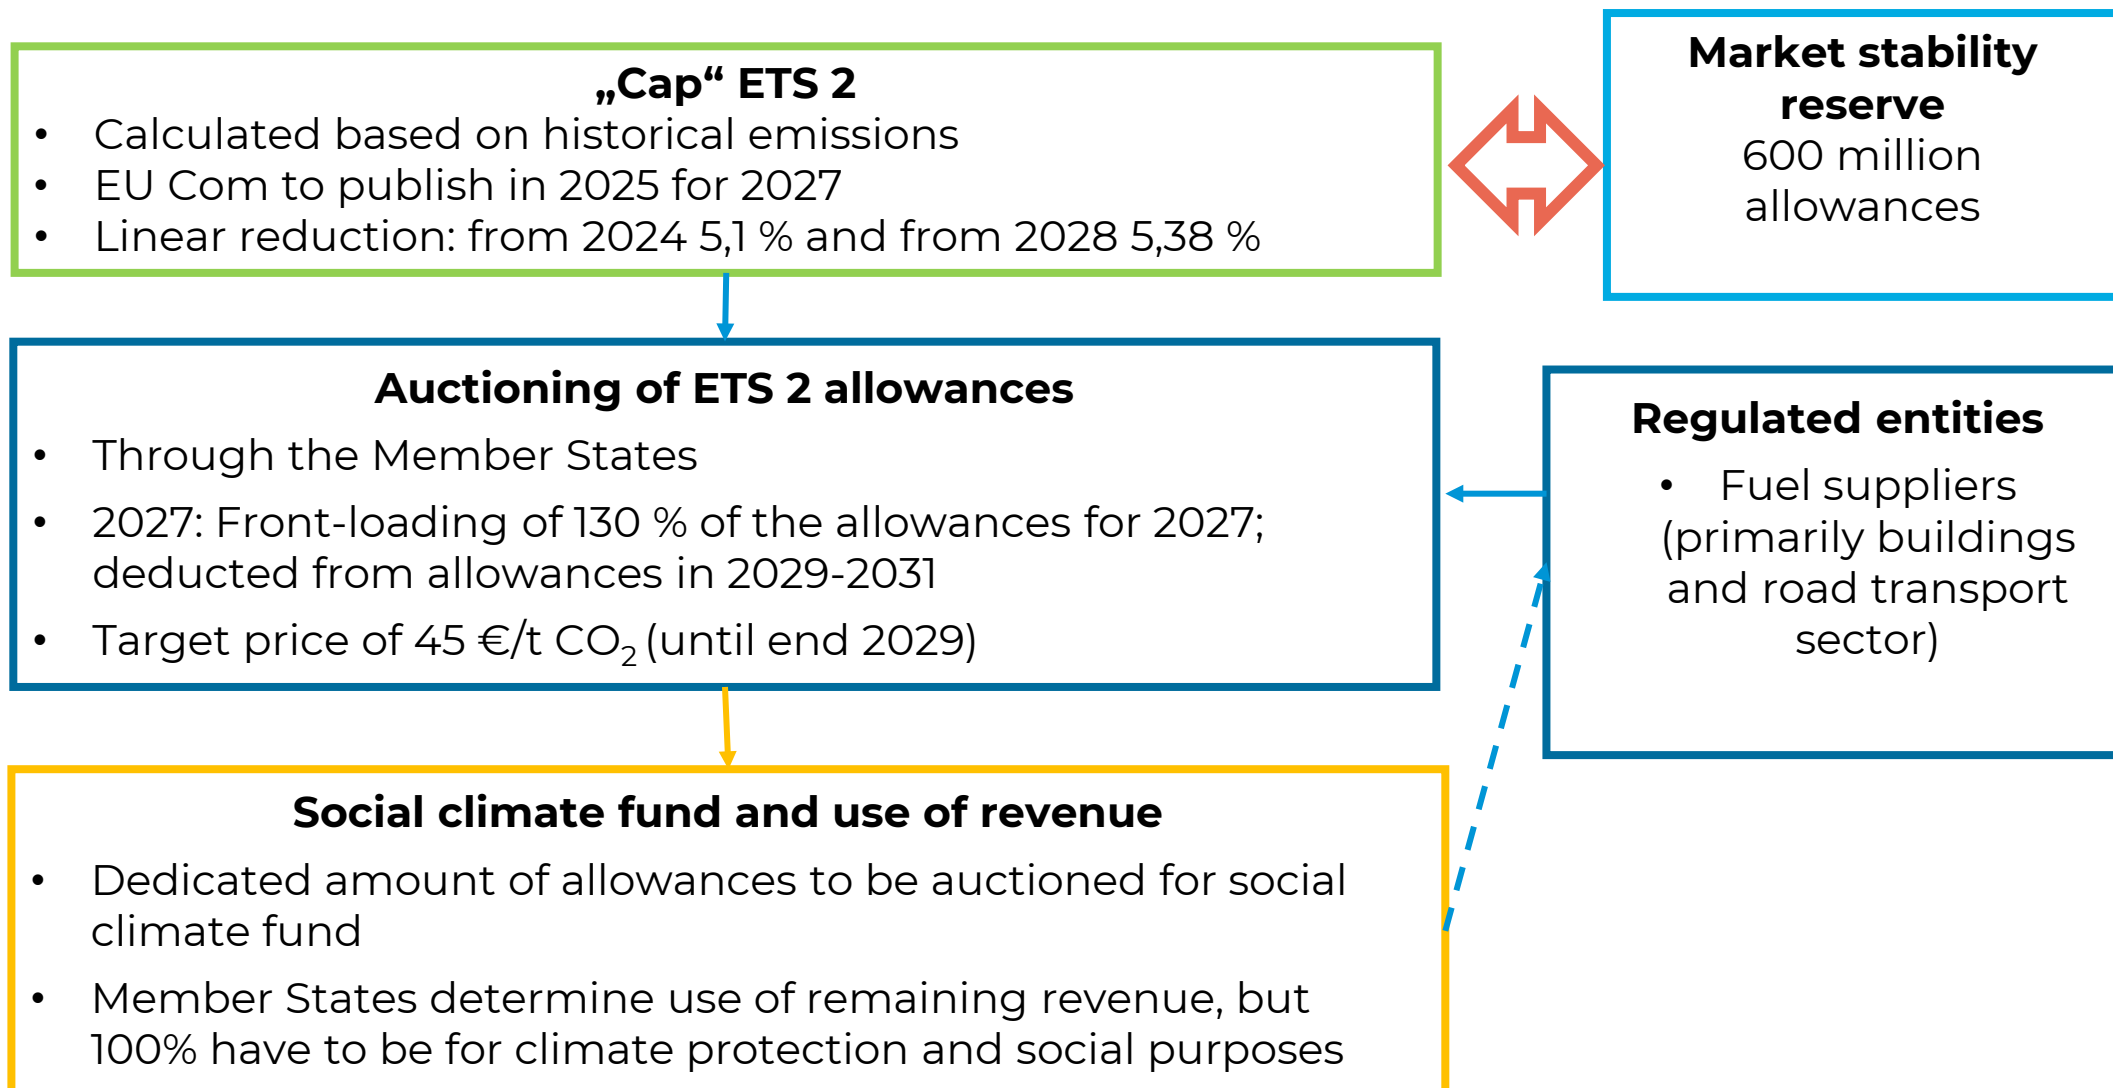 „Cap“ ETS 2
• Calculated based on historical emissions
• EU Com to publish in 2025 for 2027
• Linear reduction: from 2024 5,1 % and from 2028 5,38 %
Market stability
reserve
600 million
allowances
Auctioning of ETS 2 allowances
• Through the Member States
• 2027: Front-loading of 130 % of the allowances for 2027;
deducted from allowances in 2029-2031
• Target price of 45 €/t CO₂ (until end 2029)
Regulated entities
• Fuel suppliers
(primarily buildings
and road transport
sector)
Social climate fund and use of revenue
• Dedicated amount of allowances to be auctioned for social
climate fund
• Member States determine use of remaining revenue, but
100% have to be for climate protection and social purposes